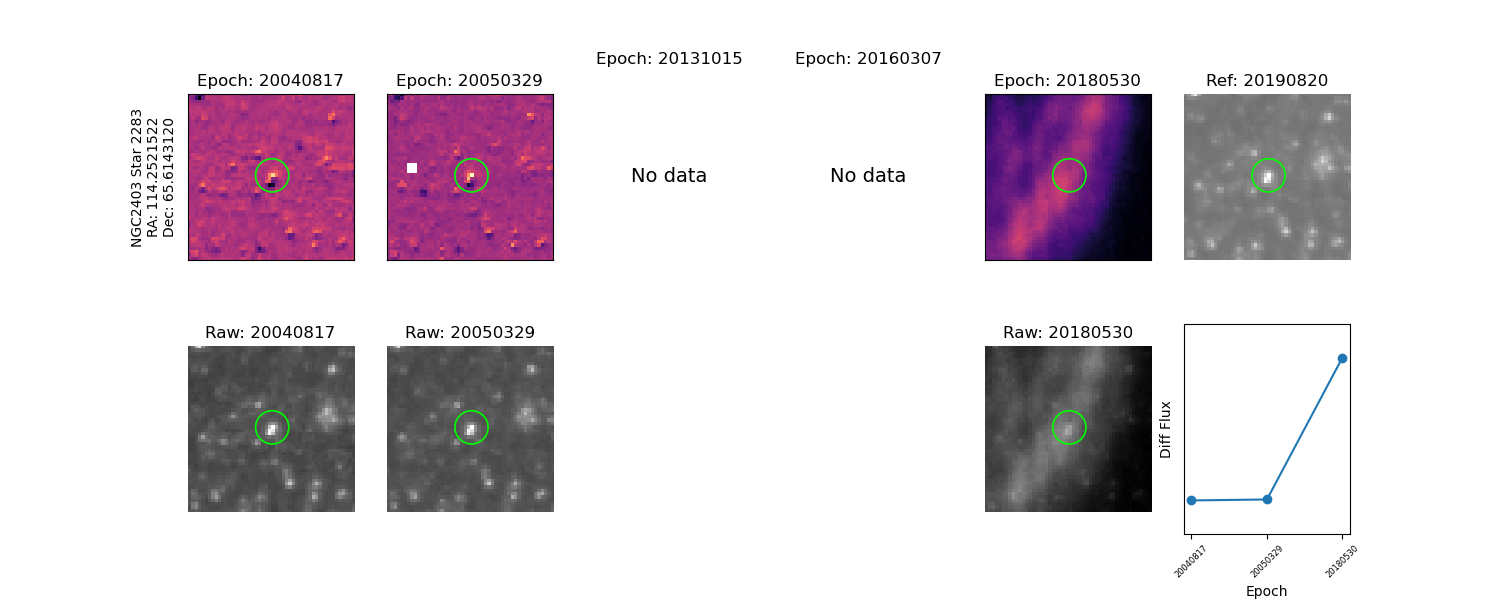 Epoch: 20131015
Epoch: 20160307
Epoch: 20040817
Epoch: 20050329
Epoch: 20180530
Ref: 20190820
NGC2403 Star 2283
RA: 114.2521522
Dec: 65.6143120
No data
No data
Raw: 20040817
Raw: 20050329
Raw: 20180530
Diff Flux
20040817
20050329
20180530
Epoch